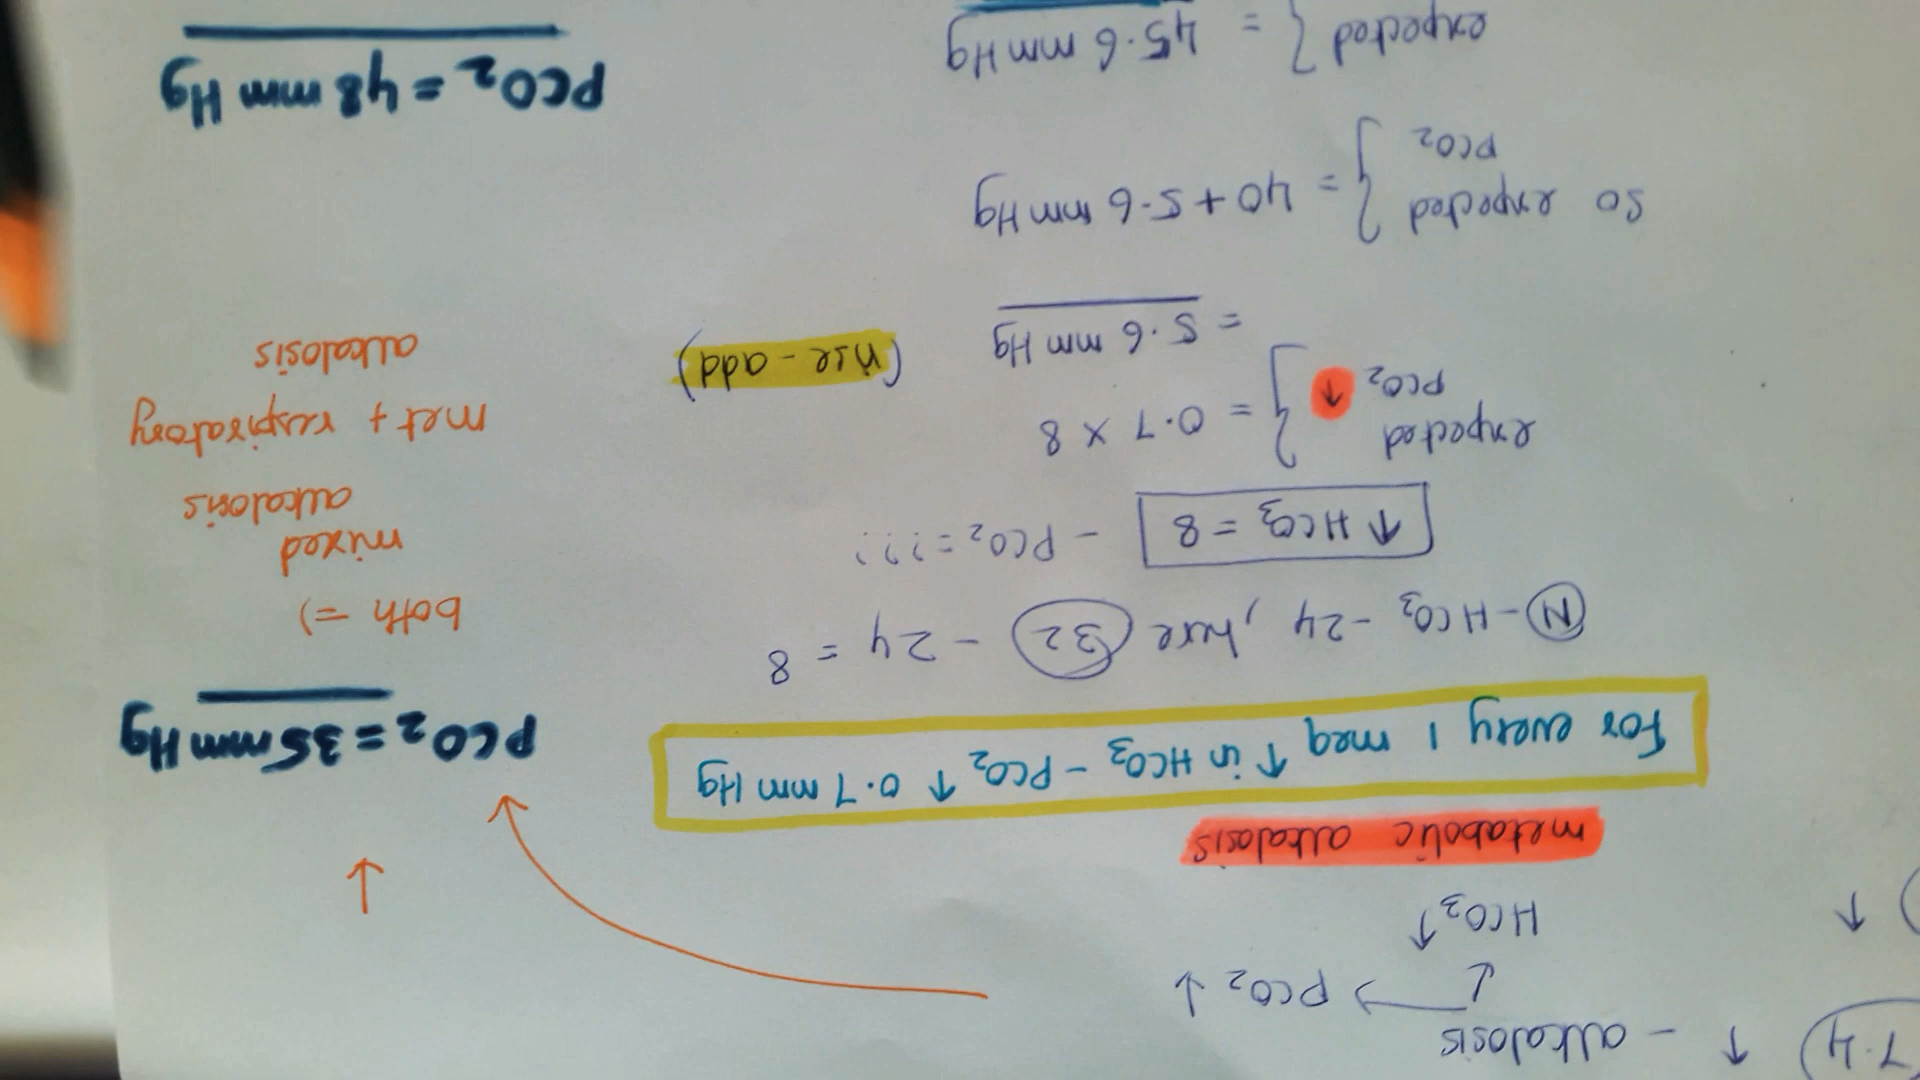 7.4 ↑ - alkalosis
→ PCO₂ ↓
HCO₃ ↑
↑
metabolic alkalosis
For every 1 meq ↑ in HCO₃ - PCO₂ ↑ 0.7 mm Hg
(N) - HCO₃ - 24, here (32) - 24 = 8
↑ HCO₃ = 8 - PCO₂ = ???
expected ↑ PCO₂ } = 0.7 x 8
= 5.6 mm Hg
(rise - add)
so expected PCO₂ } = 40 + 5.6 mm Hg
expected } = 45.6 mm Hg
↓
PCO₂ = 35 mm Hg
both =)
mixed
alkalosis
met + respiratory
alkalosis
PCO₂ = 48 mm Hg